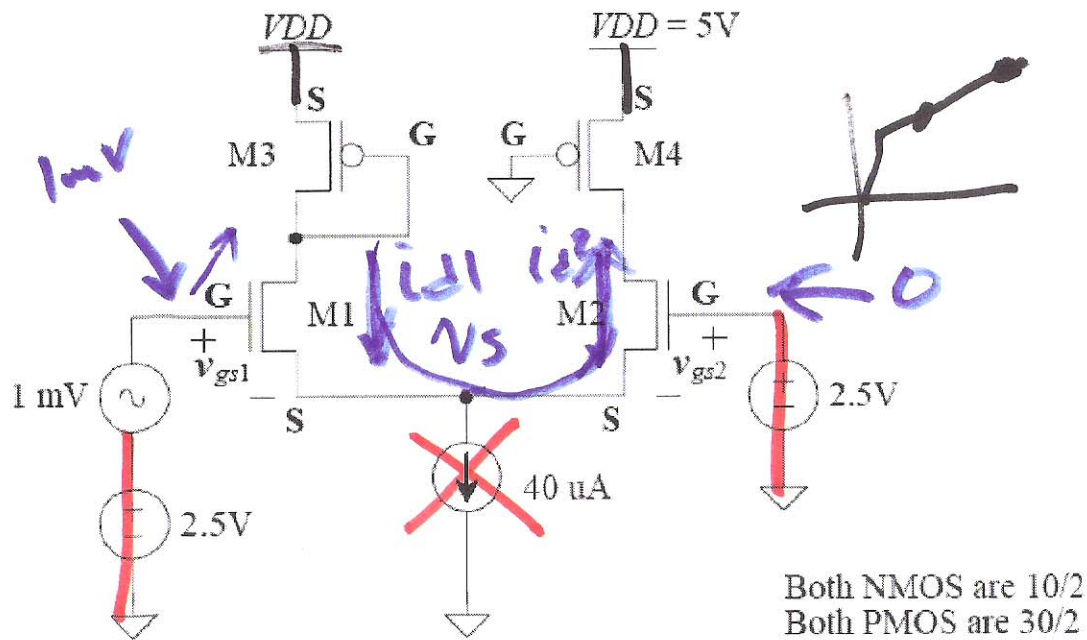 VDD
VDD = 5V
S
S
M3
G
G
M4
1mV
id1
G
M1
vs
M2
G
0
+
vgs1
−
+
vgs2
−
1 mV
S
S
2.5V
40 uA
2.5V
Both NMOS are 10/2
Both PMOS are 30/2